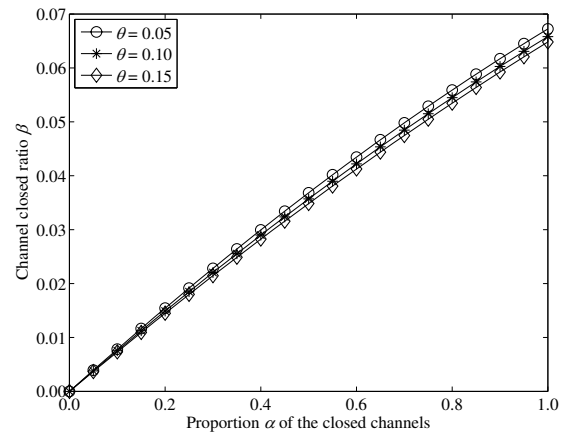 0.07
0.06
0.05
0.04
0.03
0.02
0.01
0.00
Channel closed ratio β
θ = 0.05
θ = 0.10
θ = 0.15
0.0 0.2 0.4 0.6 0.8 1.0
Proportion α of the closed channels